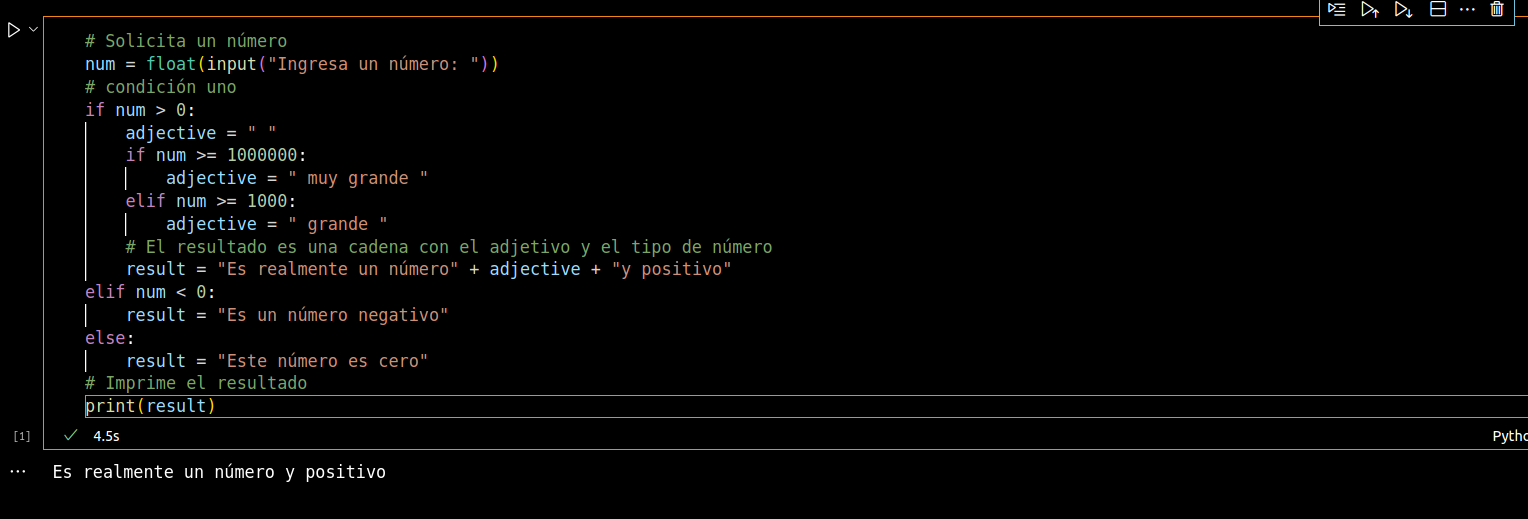 # Solicita un número
num = float(input("Ingresa un número: "))
# condición uno
if num > 0:
    adjective = " "
    if num >= 1000000:
        adjective = " muy grande "
    elif num >= 1000:
        adjective = " grande "
    # El resultado es una cadena con el adjetivo y el tipo de número
    result = "Es realmente un número" + adjective + "y positivo"
elif num < 0:
    result = "Es un número negativo"
else:
    result = "Este número es cero"
# Imprime el resultado
print(result)
[1] 4.5s Pytho
Es realmente un número y positivo